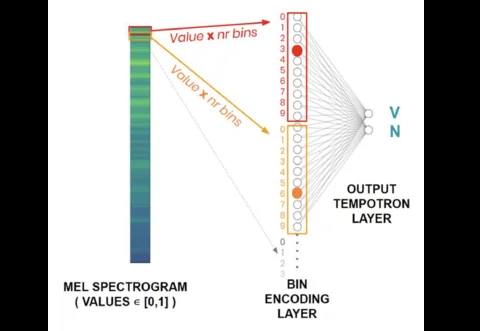 Value x nr bins
Value x nr bins
0
1
2
3
4
5
6
7
8
9
0
1
2
3
4
5
6
7
8
9
0
1
2
3
V
N
OUTPUT
TEMPOTRON
LAYER
MEL SPECTROGRAM
( VALUES ∈ [0,1] )
BIN
ENCODING
LAYER